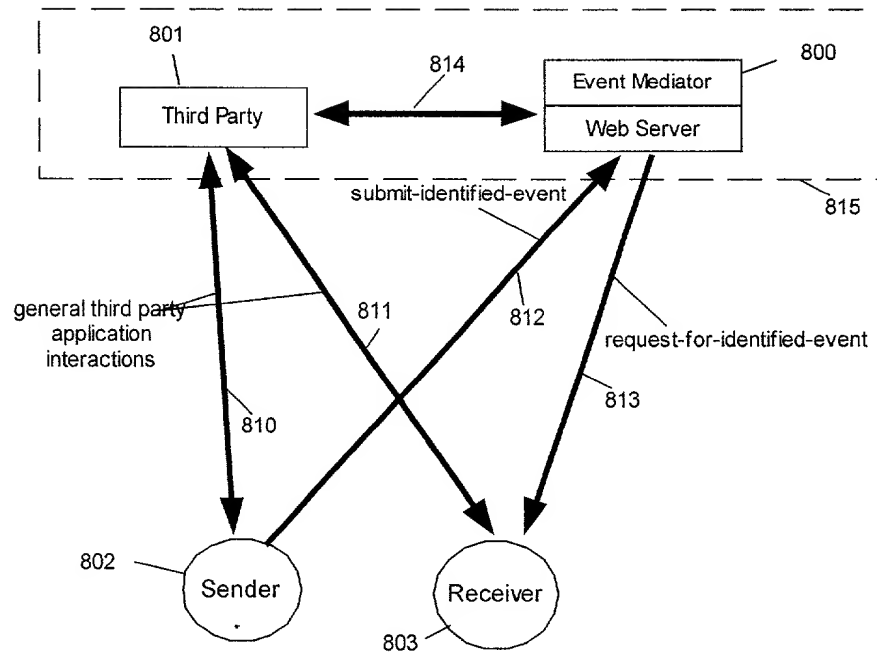 801
814
800
Third Party
Event Mediator
Web Server
submit-identified-event
815
general third party
application
interactions
811
812
request-for-identified-event
810
813
802
Sender
Receiver
803